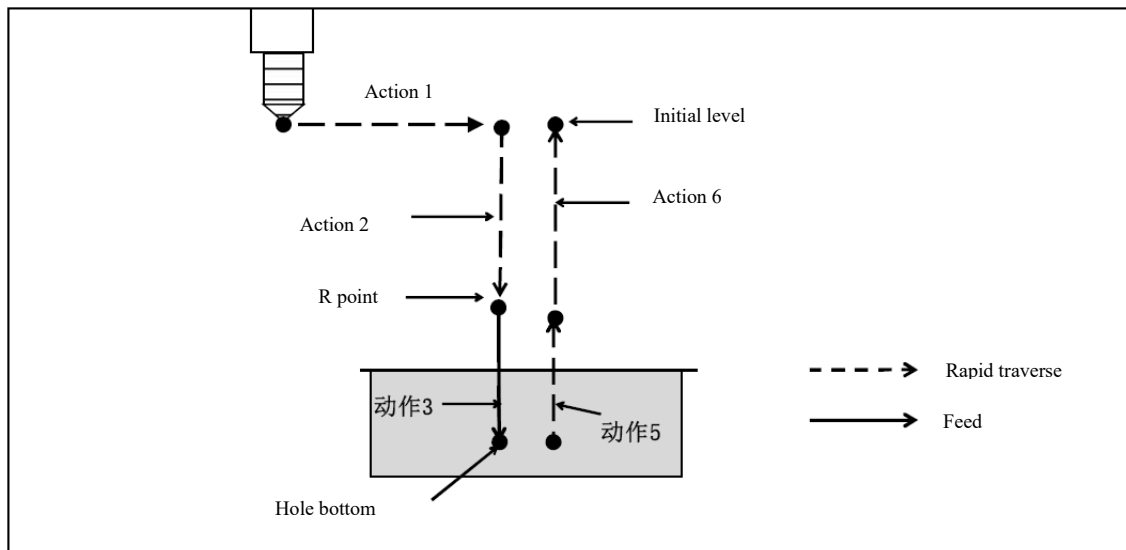 Action 1
Initial level
Action 6
Action 2
R point
Rapid traverse
动作3
Feed
动作5
Hole bottom